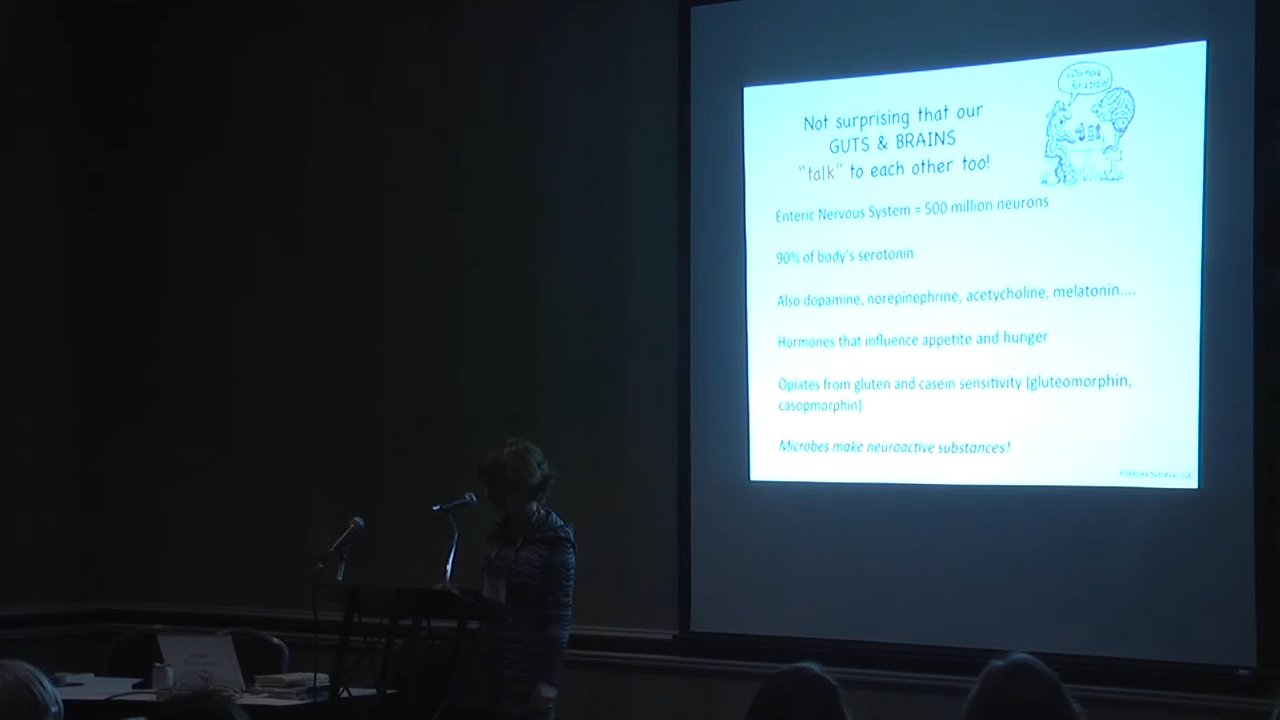 Not surprising that our
GUTS & BRAINS
“talk” to each other too!
for a brain!
Enteric Nervous System = 500 million neurons
90% of body’s serotonin
Also dopamine, norepinephrine, acetycholine, melatonin....
Hormones that influence appetite and hunger
Opiates from gluten and casein sensitivity (gluteomorphin,
casopmorphin)
Microbes make neuroactive substances!